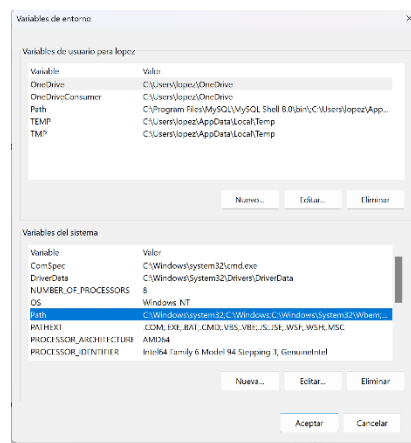 Variables de entorno
Variables de usuario para lopez
Variable Valor
OneDrive C:\Users\lopez\OneDrive
OneDriveConsumer C:\Users\lopez\OneDrive
Path C:\Program Files\MySQL\MySQL Shell 8.0\bin\;C:\Users\lopez\App...
TEMP C:\Users\lopez\AppData\Local\Temp
TMP C:\Users\lopez\AppData\Local\Temp
Nuevo... Editar... Eliminar
Variables del sistema
Variable Valor
ComSpec C:\Windows\system32\cmd.exe
DriverData C:\Windows\System32\Drivers\DriverData
NUMBER_OF_PROCESSORS 8
OS Windows_NT
Path C:\Windows\system32;C:\Windows;C:\Windows\System32\Wbem;...
PATHEXT .COM;.EXE;.BAT;.CMD;.VBS;.VBE;.JS;.JSE;.WSF;.WSH;.MSC
PROCESSOR_ARCHITECTURE AMD64
PROCESSOR_IDENTIFIER Intel64 Family 6 Model 94 Stepping 3, GenuineIntel
Nueva... Editar... Eliminar
Aceptar Cancelar